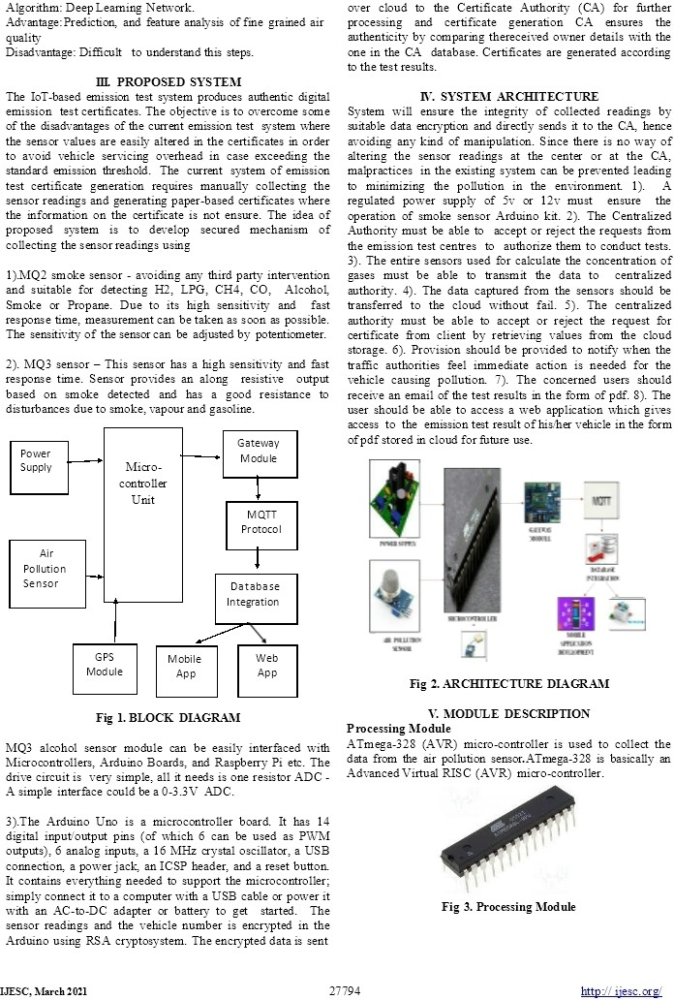 Algorithm: Deep Learning Network.
Advantage: Prediction, and feature analysis of fine grained air
quality
Disadvantage: Difficult to understand this steps.
III. PROPOSED SYSTEM
The IoT-based emission test system produces authentic digital
emission test certificates. The objective is to overcome some
of the disadvantages of the current emission test system where
the sensor values are easily altered in the certificates in order
to avoid vehicle servicing overhead in case exceeding the
standard emission threshold. The current system of emission
test certificate generation requires manually collecting the
sensor readings and generating paper-based certificates where
the information on the certificate is not ensure. The idea of
proposed system is to develop secured mechanism of
collecting the sensor readings using
1).MQ2 smoke sensor - avoiding any third party intervention
and suitable for detecting H2, LPG, CH4, CO, Alcohol,
Smoke or Propane. Due to its high sensitivity and fast
response time, measurement can be taken as soon as possible.
The sensitivity of the sensor can be adjusted by potentiometer.
2). MQ3 sensor – This sensor has a high sensitivity and fast
response time. Sensor provides an along resistive output
based on smoke detected and has a good resistance to
disturbances due to smoke, vapour and gasoline.
Power
Supply
Micro-
controller
Unit
Gateway
Module
MQTT
Protocol
Air
Pollution
Sensor
Database
Integration
GPS
Module
Mobile
App
Web
App
Fig 1. BLOCK DIAGRAM
MQ3 alcohol sensor module can be easily interfaced with
Microcontrollers, Arduino Boards, and Raspberry Pi etc. The
drive circuit is very simple, all it needs is one resistor ADC -
A simple interface could be a 0-3.3V ADC.
3).The Arduino Uno is a microcontroller board. It has 14
digital input/output pins (of which 6 can be used as PWM
outputs), 6 analog inputs, a 16 MHz crystal oscillator, a USB
connection, a power jack, an ICSP header, and a reset button.
It contains everything needed to support the microcontroller;
simply connect it to a computer with a USB cable or power it
with an AC-to-DC adapter or battery to get started. The
sensor readings and the vehicle number is encrypted in the
Arduino using RSA cryptosystem. The encrypted data is sent
over cloud to the Certificate Authority (CA) for further
processing and certificate generation CA ensures the
authenticity by comparing thereceived owner details with the
one in the CA database. Certificates are generated according
to the test results.
IV. SYSTEM ARCHITECTURE
System will ensure the integrity of collected readings by
suitable data encryption and directly sends it to the CA, hence
avoiding any kind of manipulation. Since there is no way of
altering the sensor readings at the center or at the CA,
malpractices in the existing system can be prevented leading
to minimizing the pollution in the environment. 1). A
regulated power supply of 5v or 12v must ensure the
operation of smoke sensor Arduino kit. 2). The Centralized
Authority must be able to accept or reject the requests from
the emission test centres to authorize them to conduct tests.
3). The entire sensors used for calculate the concentration of
gases must be able to transmit the data to centralized
authority. 4). The data captured from the sensors should be
transferred to the cloud without fail. 5). The centralized
authority must be able to accept or reject the request for
certificate from client by retrieving values from the cloud
storage. 6). Provision should be provided to notify when the
traffic authorities feel immediate action is needed for the
vehicle causing pollution. 7). The concerned users should
receive an email of the test results in the form of pdf. 8). The
user should be able to access a web application which gives
access to the emission test result of his/her vehicle in the form
of pdf stored in cloud for future use.
POWER SUPPLY
GATEWAY
MODULE
MQTT
DATABASE
INTEGRATION
MICROCONTROLLER
AIR POLLUTION
SENSOR
MOBILE
APPLICATION
DEVELOPMENT
Fig 2. ARCHITECTURE DIAGRAM
V. MODULE DESCRIPTION
Processing Module
ATmega-328 (AVR) micro-controller is used to collect the
data from the air pollution sensor.ATmega-328 is basically an
Advanced Virtual RISC (AVR) micro-controller.
Fig 3. Processing Module
IJESC, March 2021
27794
http:// ijesc.org/